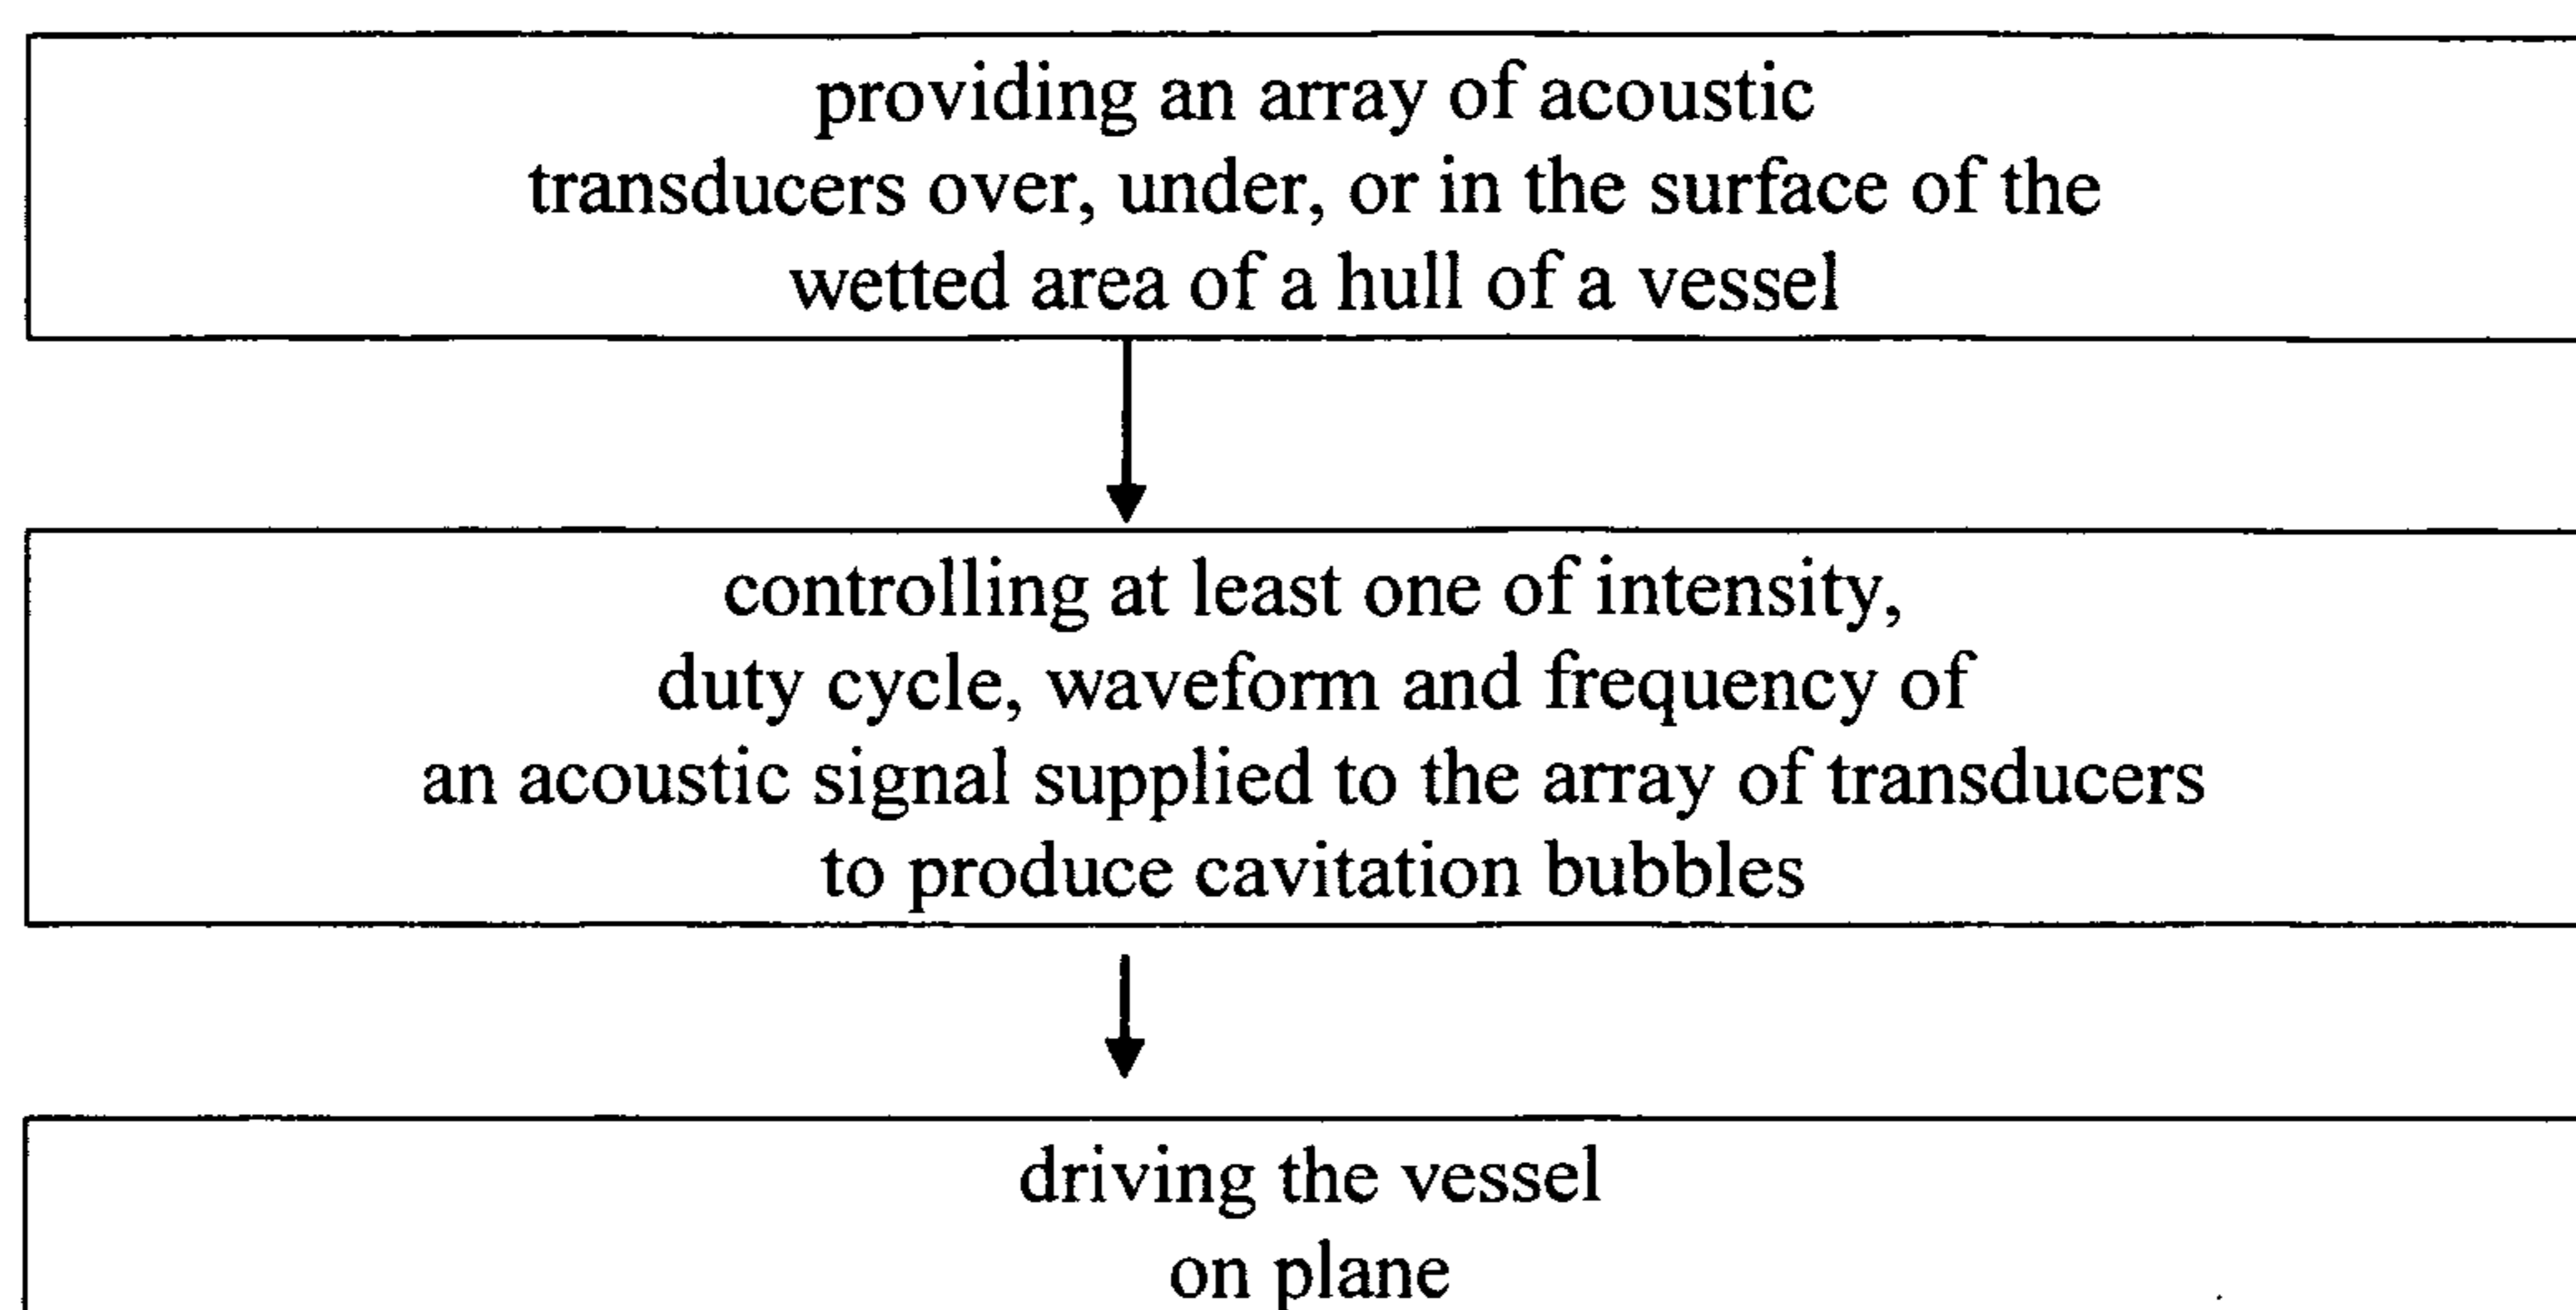 providing an array of acoustic
transducers over, under, or in the surface of the
wetted area of a hull of a vessel
controlling at least one of intensity,
duty cycle, waveform and frequency of
an acoustic signal supplied to the array of transducers
to produce cavitation bubbles
driving the vessel
on plane